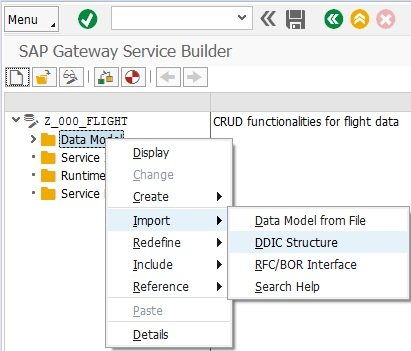 Menu
SAP Gateway Service Builder
Z_000_FLIGHT CRUD functionalities for flight data
Data Model
Service
Runtime
Service
Display
Change
Create
Import
Redefine
Include
Reference
Paste
Details
Data Model from File
DDIC Structure
RFC/BOR Interface
Search Help